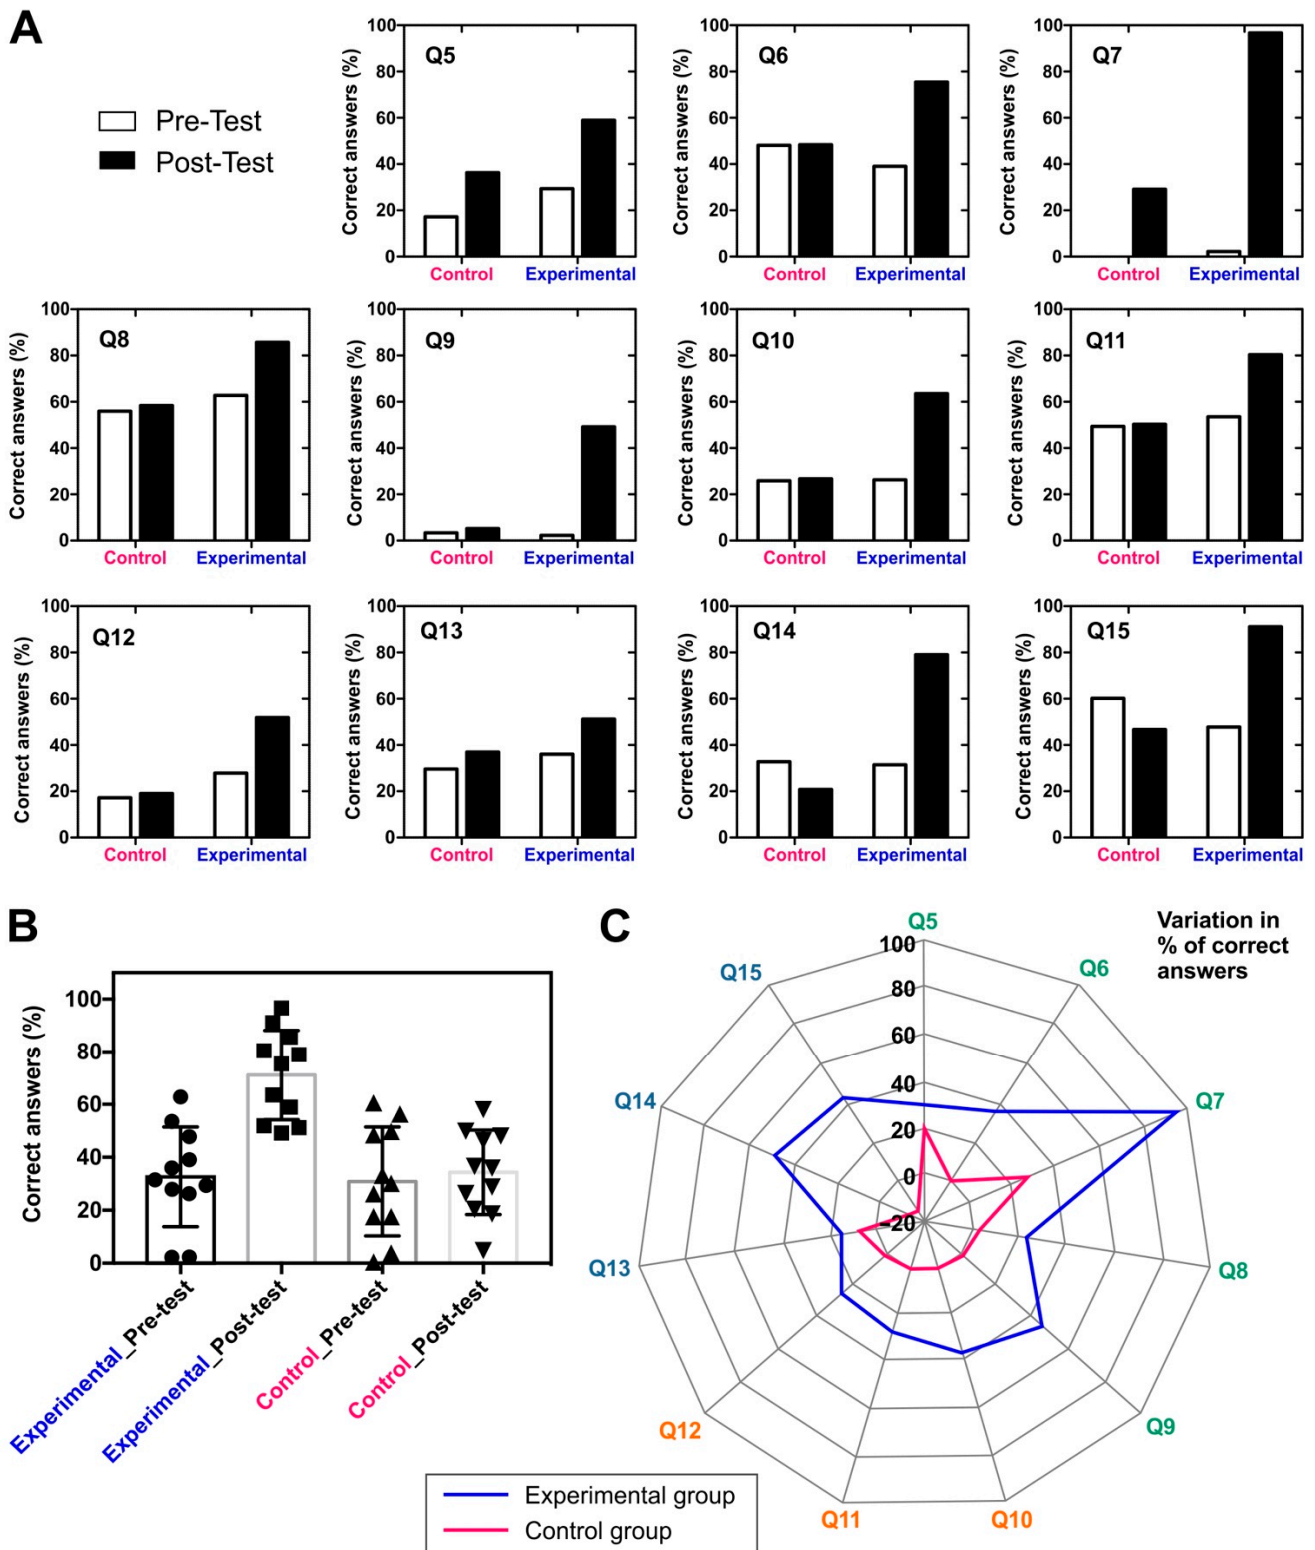 A
Pre-Test
Post-Test
Correct answers (%)
100
80
60
40
20
0
Q5
Control
Experimental
Correct answers (%)
100
80
60
40
20
0
Q6
Control
Experimental
Correct answers (%)
100
80
60
40
20
0
Q7
Control
Experimental
Correct answers (%)
100
80
60
40
20
0
Q8
Control
Experimental
Correct answers (%)
100
80
60
40
20
0
Q9
Control
Experimental
Correct answers (%)
100
80
60
40
20
0
Q10
Control
Experimental
Correct answers (%)
100
80
60
40
20
0
Q11
Control
Experimental
Correct answers (%)
100
80
60
40
20
0
Q12
Control
Experimental
Correct answers (%)
100
80
60
40
20
0
Q13
Control
Experimental
Correct answers (%)
100
80
60
40
20
0
Q14
Control
Experimental
Correct answers (%)
100
80
60
40
20
0
Q15
Control
Experimental
B
Correct answers (%)
100
80
60
40
20
0
Experimental_Pre-test
Experimental_Post-test
Control_Pre-test
Control_Post-test
C
Variation in
% of correct
answers
Q5
Q6
Q7
Q8
Q9
Q10
Q11
Q12
Q13
Q14
Q15
100
80
60
40
20
0
−20
Experimental group
Control group